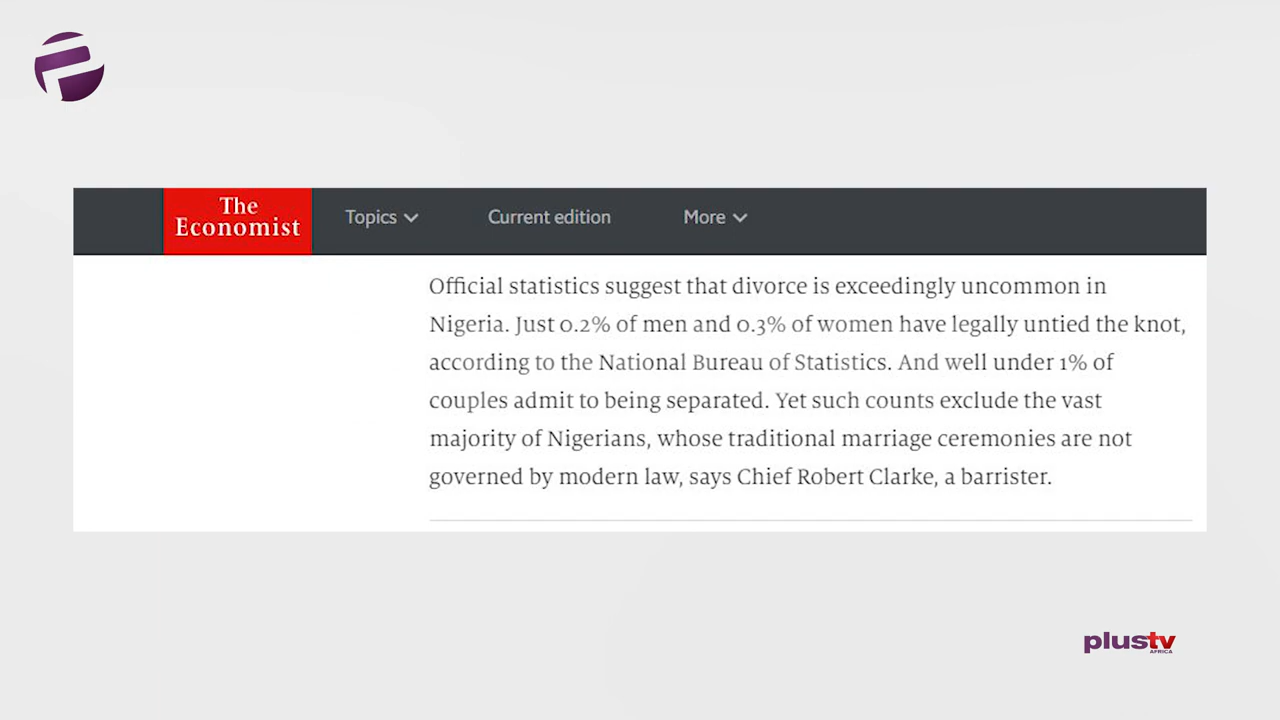 The
Economist
Topics
Current edition
More
Official statistics suggest that divorce is exceedingly uncommon in
Nigeria. Just 0.2% of men and 0.3% of women have legally untied the knot,
according to the National Bureau of Statistics. And well under 1% of
couples admit to being separated. Yet such counts exclude the vast
majority of Nigerians, whose traditional marriage ceremonies are not
governed by modern law, says Chief Robert Clarke, a barrister.
plustv
AFRICA